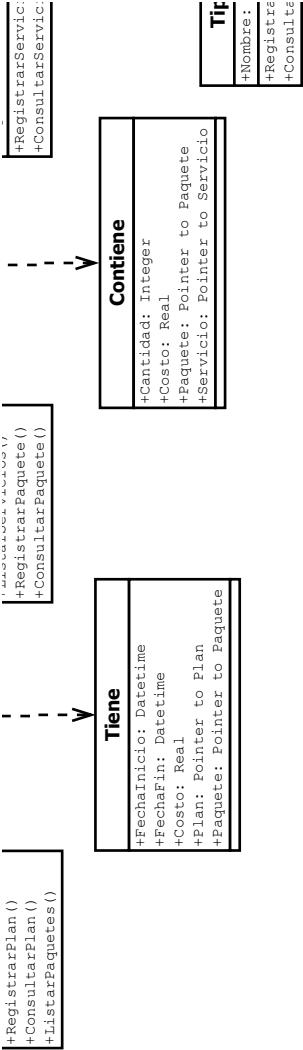 +RegistrarPlan()
+ConsultarPlan()
+ListarPaquetes()
+RegistrarPaquete()
+ConsultarPaquete()
+RegistrarServic
+ConsultarServic
Tiene
+FechaInicio: Datetime
+FechaFin: Datetime
+Costo: Real
+Plan: Pointer to Plan
+Paquete: Pointer to Paquete
Contiene
+Cantidad: Integer
+Costo: Real
+Paquete: Pointer to Paquete
+Servicio: Pointer to Servicio
Tip
+Nombre:
+Registra
+Consulta